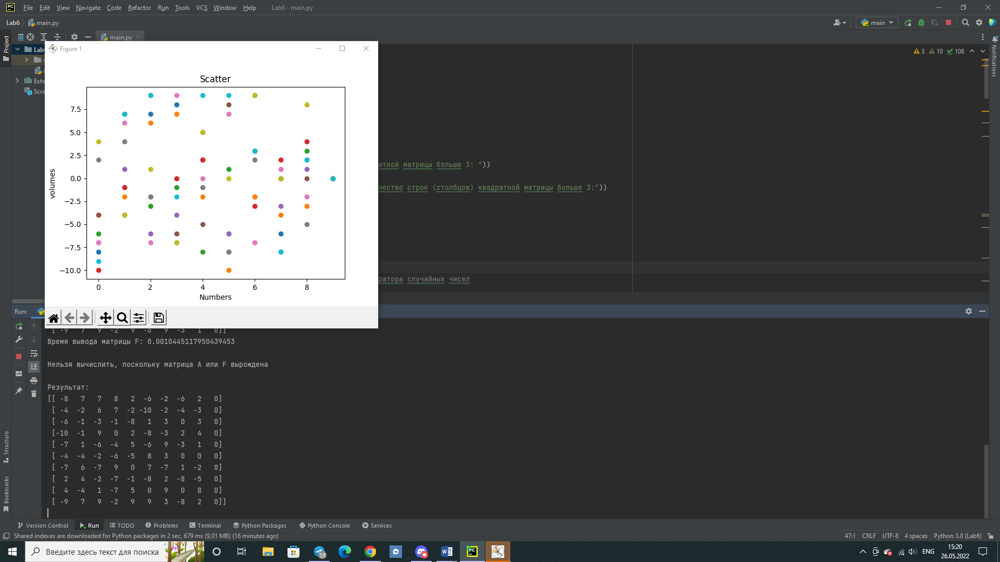 File Edit View Navigate Code Refactor Run Tools VCS Window Help Lab6 - main.py
Lab6 main.py main
Project main.py
Figure 1
3 10 108
Notifications
Scatter
7.5
5.0
2.5
0.0
−2.5
−5.0
−7.5
−10.0
volumes
0 2 4 6 8
Numbers
матрицы больше 3: "))
строк (столбцов) квадратной матрицы больше 3:"))
случайных чисел
Run:
[ -9 7 9 -2 9 -6 9 -3 1 0]]
Время вывода матрицы F: 0.0010445117950439453
Нельзя вычислить, поскольку матрица A или F вырождена
Результат:
[[ -8 7 7 8 2 -6 -2 -6 2 0]
[ -4 -2 6 7 -2 -10 -2 -4 -3 0]
[ -6 -1 -3 -1 -8 1 3 0 3 0]
[-10 -1 9 0 2 -8 -3 2 4 0]
[ -7 1 -6 -4 5 -6 9 -3 1 0]
[ -4 -4 -2 -6 -5 8 3 0 0 0]
[ -7 6 -7 9 0 7 -7 1 -2 0]
[ 2 4 -2 -7 -1 -8 2 -8 -5 0]
[ 4 -4 1 -7 5 0 9 0 8 0]
[ -9 7 9 -2 9 9 3 -8 2 0]]
Structure
Bookmarks
Version Control Run TODO Problems Terminal Python Packages Python Console Services
Shared indexes are downloaded for Python packages in 2 sec, 679 ms (9,01 MB) (16 minutes ago) 47:1 CRLF UTF-8 4 spaces Python 3.8 (Lab6)
Введите здесь текст для поиска 58 ENG 15:20
26.05.2022